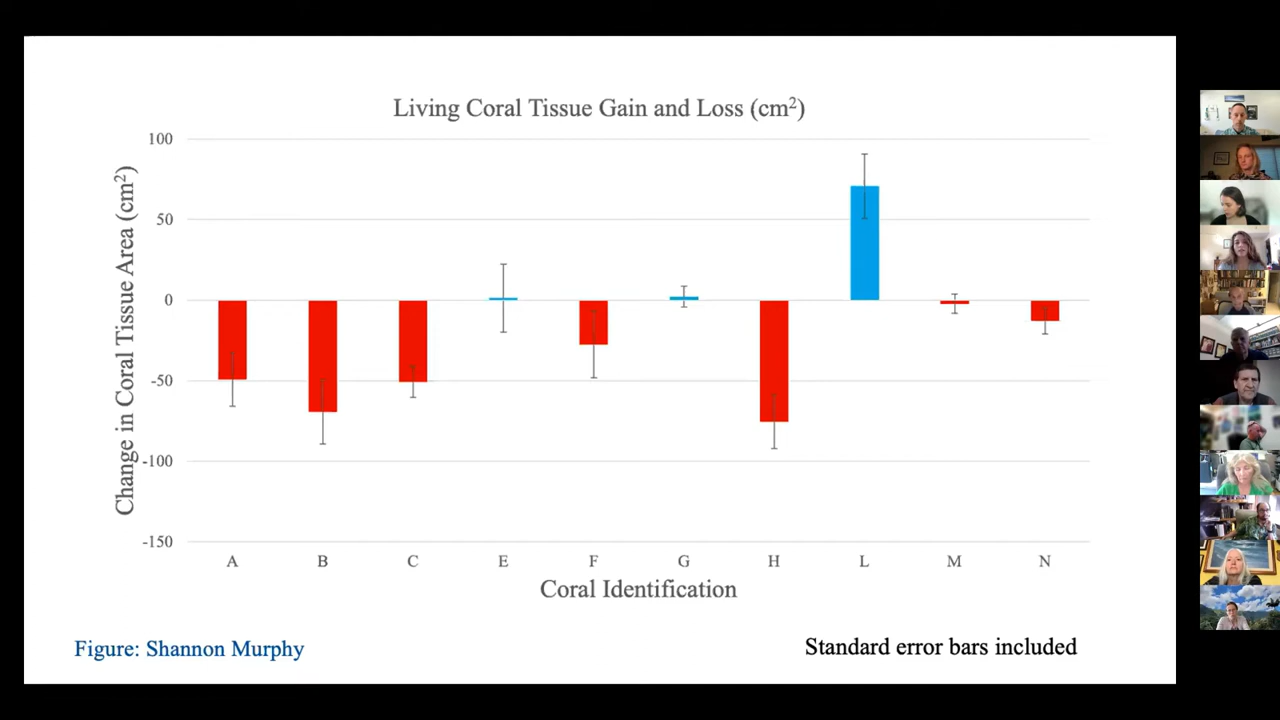 Living Coral Tissue Gain and Loss (cm²)
Change in Coral Tissue Area (cm²)
100
50
0
-50
-100
-150
A B C E F G H L M N
Coral Identification
Figure: Shannon Murphy
Standard error bars included